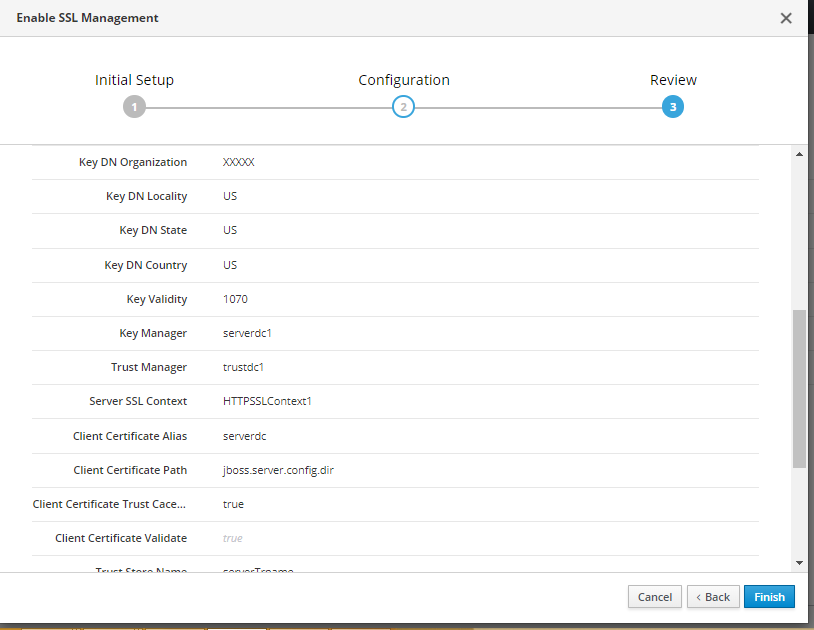 Enable SSL Management
Initial Setup Configuration Review
1 2 3
Key DN Organization XXXXX
Key DN Locality US
Key DN State US
Key DN Country US
Key Validity 1070
Key Manager serverdc1
Trust Manager trustdc1
Server SSL Context HTTPSSLContext1
Client Certificate Alias serverdc
Client Certificate Path jboss.server.config.dir
Client Certificate Trust Cace... true
Client Certificate Validate true
Trust Store Name serverTrname
Cancel < Back Finish